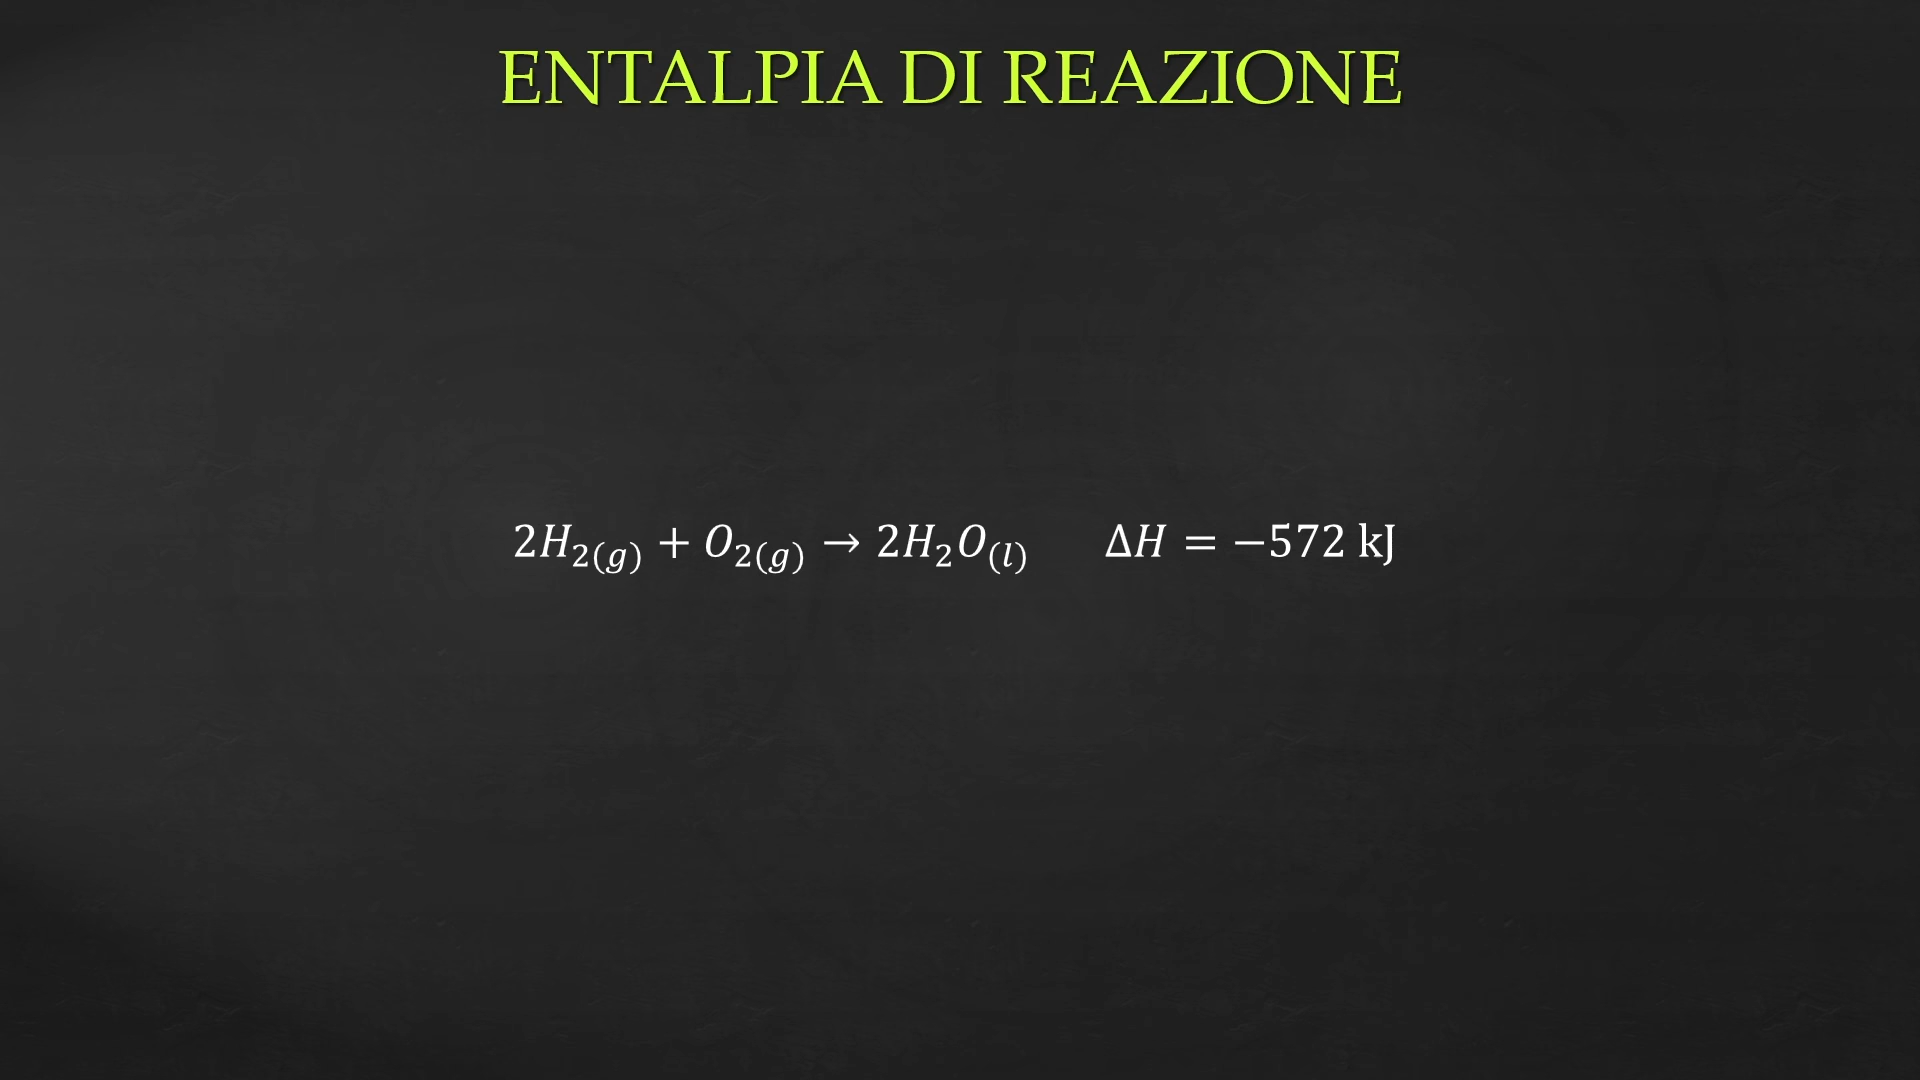 ENTALPIA DI REAZIONE
2H₂₍g₎ + O₂₍g₎ → 2H₂O₍l₎ ΔH = −572 kJ